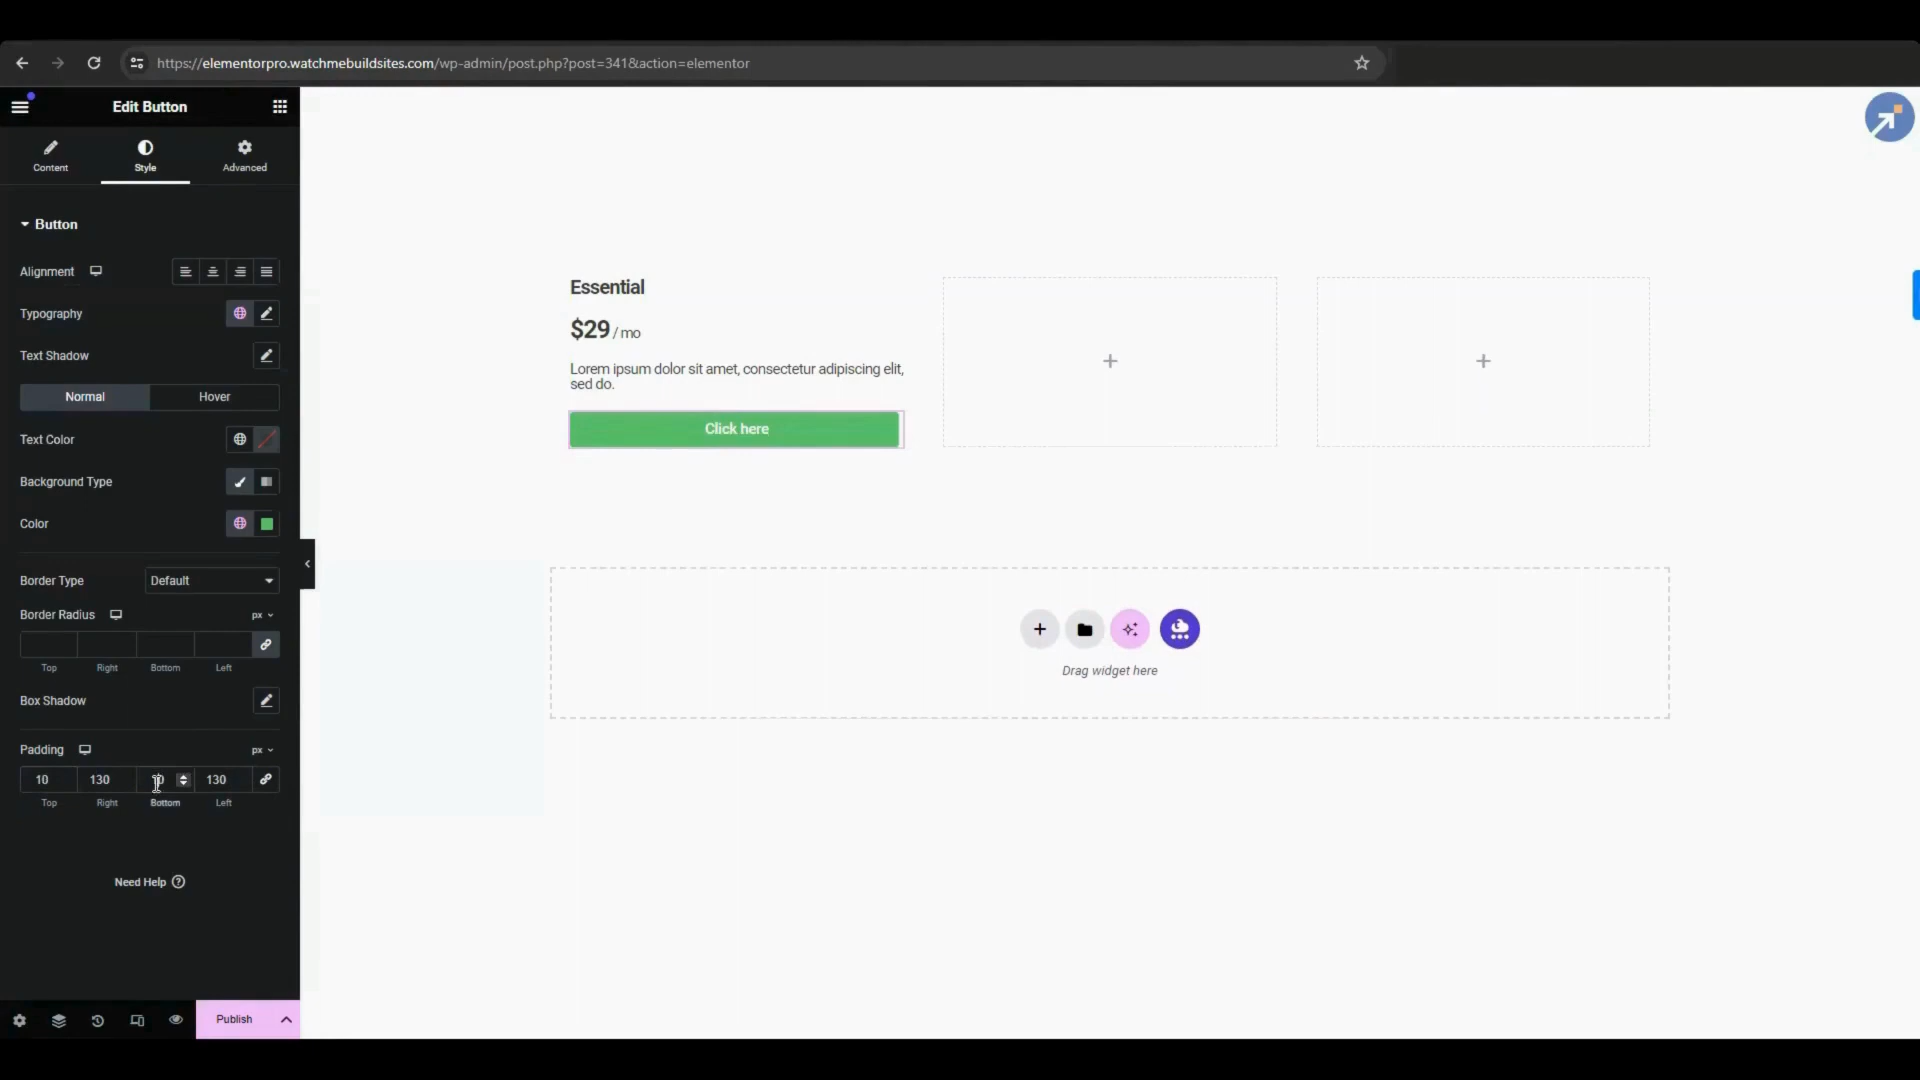 https://elementorpro.watchmebuildsites.com/wp-admin/post.php?post=341&action=elementor
Edit Button
Content
Style
Advanced
Button
Alignment
Typography
Text Shadow
Normal
Hover
Text Color
Background Type
Color
Border Type
Default
Border Radius
px
Top
Right
Bottom
Left
Box Shadow
Padding
px
10
130
130
Top
Right
Bottom
Left
Need Help
Publish
Essential
$29 / mo
Lorem ipsum dolor sit amet, consectetur adipiscing elit,
sed do.
Click here
Drag widget here